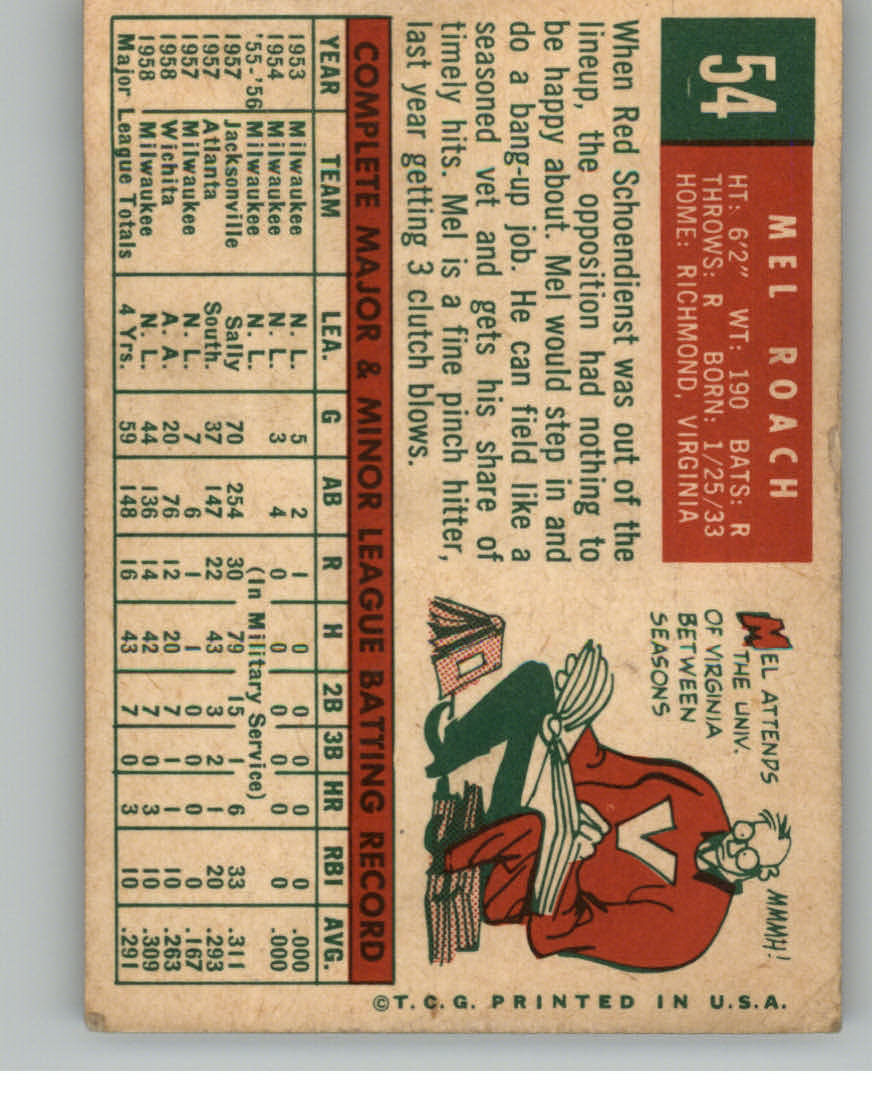 54
MEL ROACH
HT: 6'2" WT: 190 BATS: R
THROWS: R BORN: 1/25/33
HOME: RICHMOND, VIRGINIA
When Red Schoendienst was out of the
lineup, the opposition had nothing to
be happy about. Mel would step in and
do a bang-up job. He can field like a
seasoned vet and gets his share of
timely hits. Mel is a fine pinch hitter,
last year getting 3 clutch blows.
MEL ATTENDS
THE UNIV.
OF VIRGINIA
BETWEEN
SEASONS
MMMH!
V
COMPLETE MAJOR & MINOR LEAGUE BATTING RECORD
YEAR TEAM LEA. G AB R H 2B 3B HR RBI AVG.
1953 Milwaukee N. L. 5 2 1 0 0 0 0 0 .000
1954 Milwaukee N. L. 3 4 0 0 0 0 0 0 .000
'55-'56 Milwaukee N. L. (In Military Service)
1957 Jacksonville Sally 70 254 30 79 15 1 6 33 .311
1957 Atlanta South. 37 147 22 43 3 2 1 20 .293
1957 Milwaukee N. L. 7 6 1 1 0 0 0 0 .167
1958 Wichita A. A. 20 76 12 20 7 1 1 10 .263
1958 Milwaukee N. L. 44 136 14 42 7 0 3 10 .309
Major League Totals 4 Yrs. 59 148 16 43 7 0 3 10 .291
©T. C. G. PRINTED IN U.S.A.